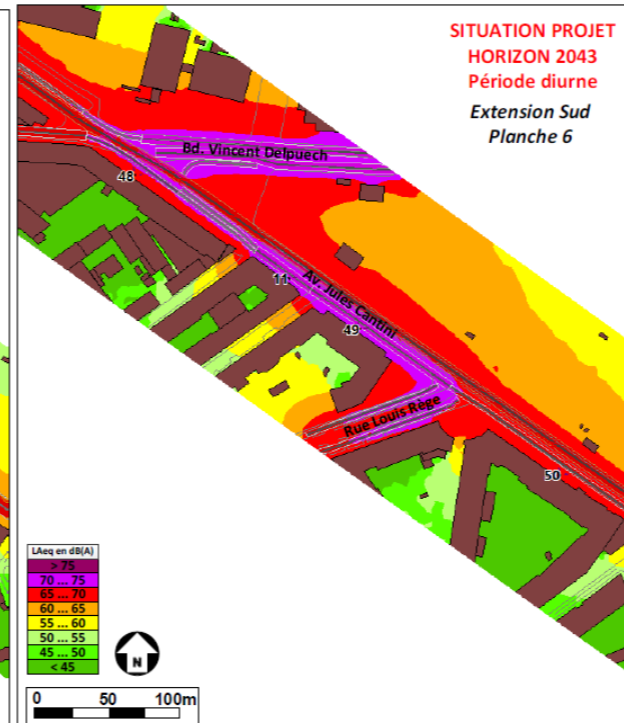 SITUATION PROJET
HORIZON 2043
Période diurne
Extension Sud
Planche 6
Bd. Vincent Delpuech
48
11
Av. Jules Cantini
49
Rue Louis Rège
50
LAeq en dB(A)
> 75
70 ... 75
65 ... 70
60 ... 65
55 ... 60
50 ... 55
45 ... 50
< 45
N
0 50 100m